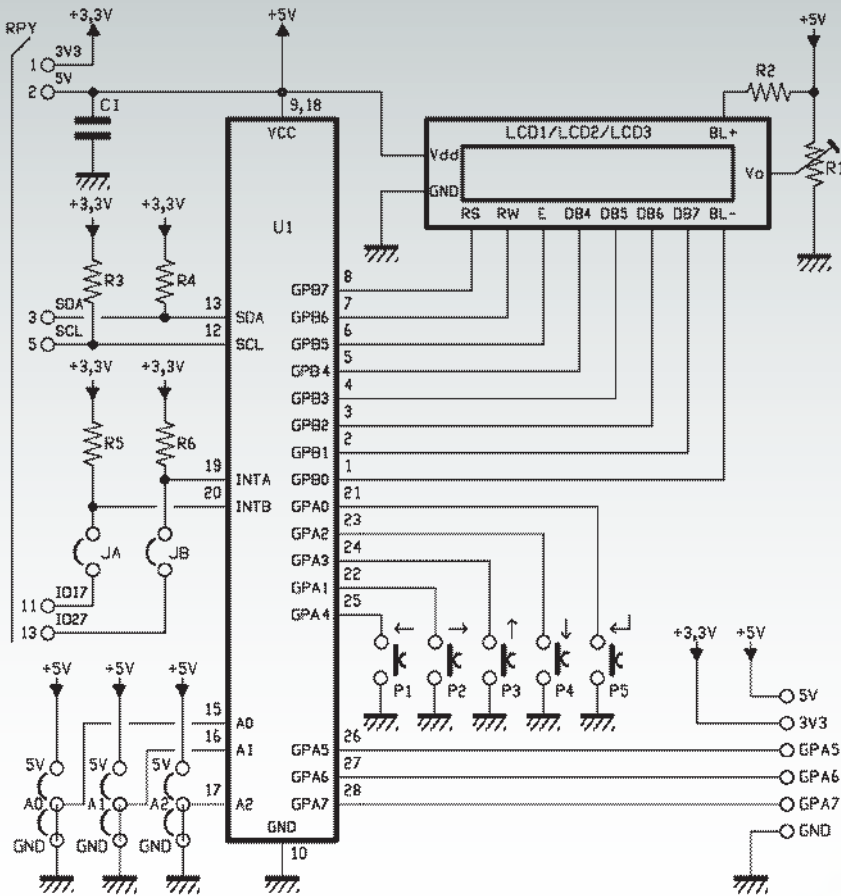 RPY
+3,3V
+5V
+5V
1 3V3
2 5V
C1
9,18
VCC
R2
LCD1/LCD2/LCD3 BL+
Vdd
Vo
R1
GND
RS RW E DB4 DB5 DB6 DB7 BL-
U1
+3,3V +3,3V
R3 R4
3 SDA
5 SCL
13 SDA
12 SCL
GPB7 8
GPB6 7
GPB5 6
GPB4 5
GPB3 4
GPB2 3
GPB1 2
GPB0 1
+3,3V +3,3V
R5 R6
19 INTA
20 INTB
JA JB
11 IO17
13 IO27
GPA0 21
GPA2 23
GPA3 24
GPA1 22
GPA4 25
← → ↑ ↓ ↵
P1 P2 P3 P4 P5
+3,3V +5V
+5V +5V +5V
15 A0
16 A1
17 A2
5V 5V 5V
A0 A1 A2
GND GND GND
GPA5 26
GPA6 27
GPA7 28
GND
10
5V
3V3
GPA5
GPA6
GPA7
GND